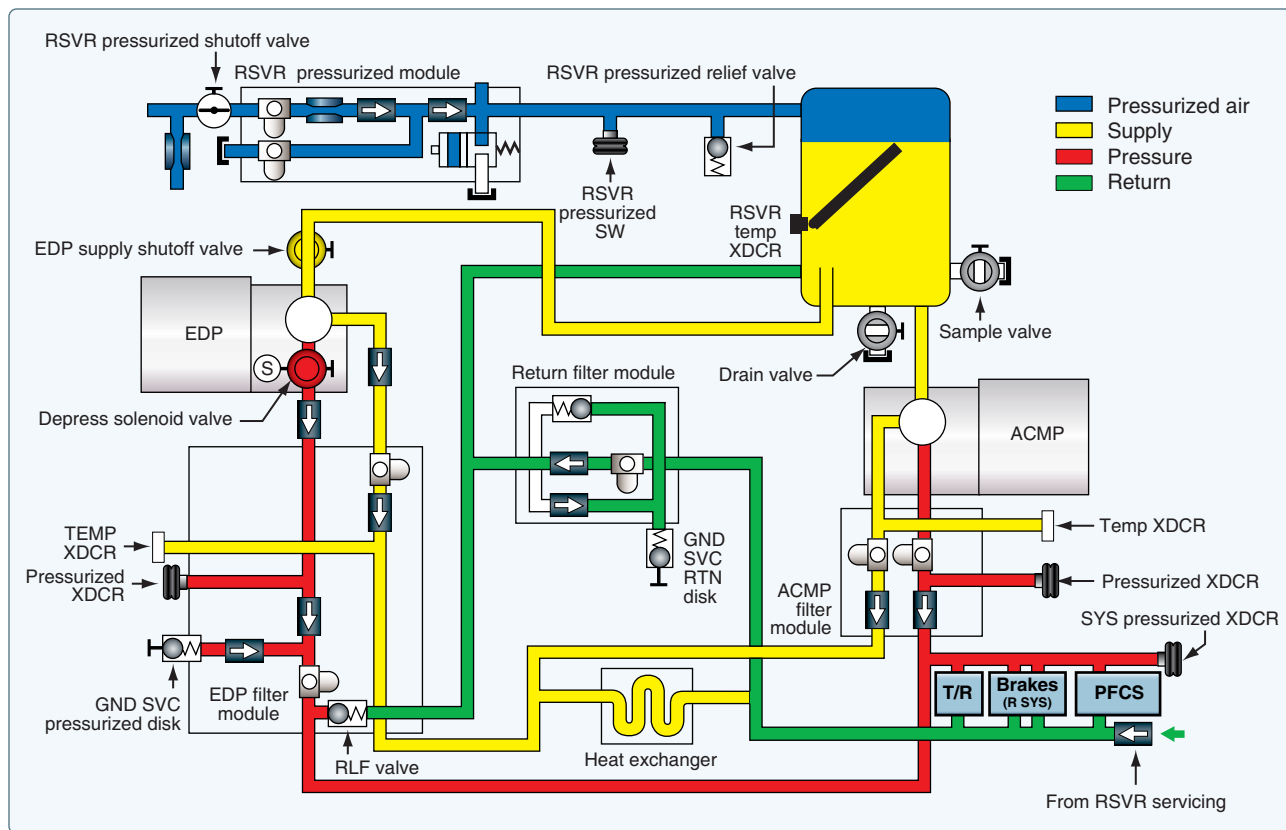 RSVR pressurized shutoff valve
RSVR pressurized module
RSVR pressurized relief valve
Pressurized air
Supply
Pressure
Return
RSVR
pressurized
SW
RSVR
temp
XDCR
EDP supply shutoff valve
EDP
S
Sample valve
Drain valve
Depress solenoid valve
Return filter module
ACMP
TEMP
XDCR
Temp XDCR
GND
SVC
RTN
disk
Pressurized
XDCR
Pressurized XDCR
ACMP
filter
module
SYS pressurized XDCR
GND SVC
pressurized disk
EDP filter
module
T/R
Brakes
(R SYS)
PFCS
RLF valve
Heat exchanger
From RSVR servicing